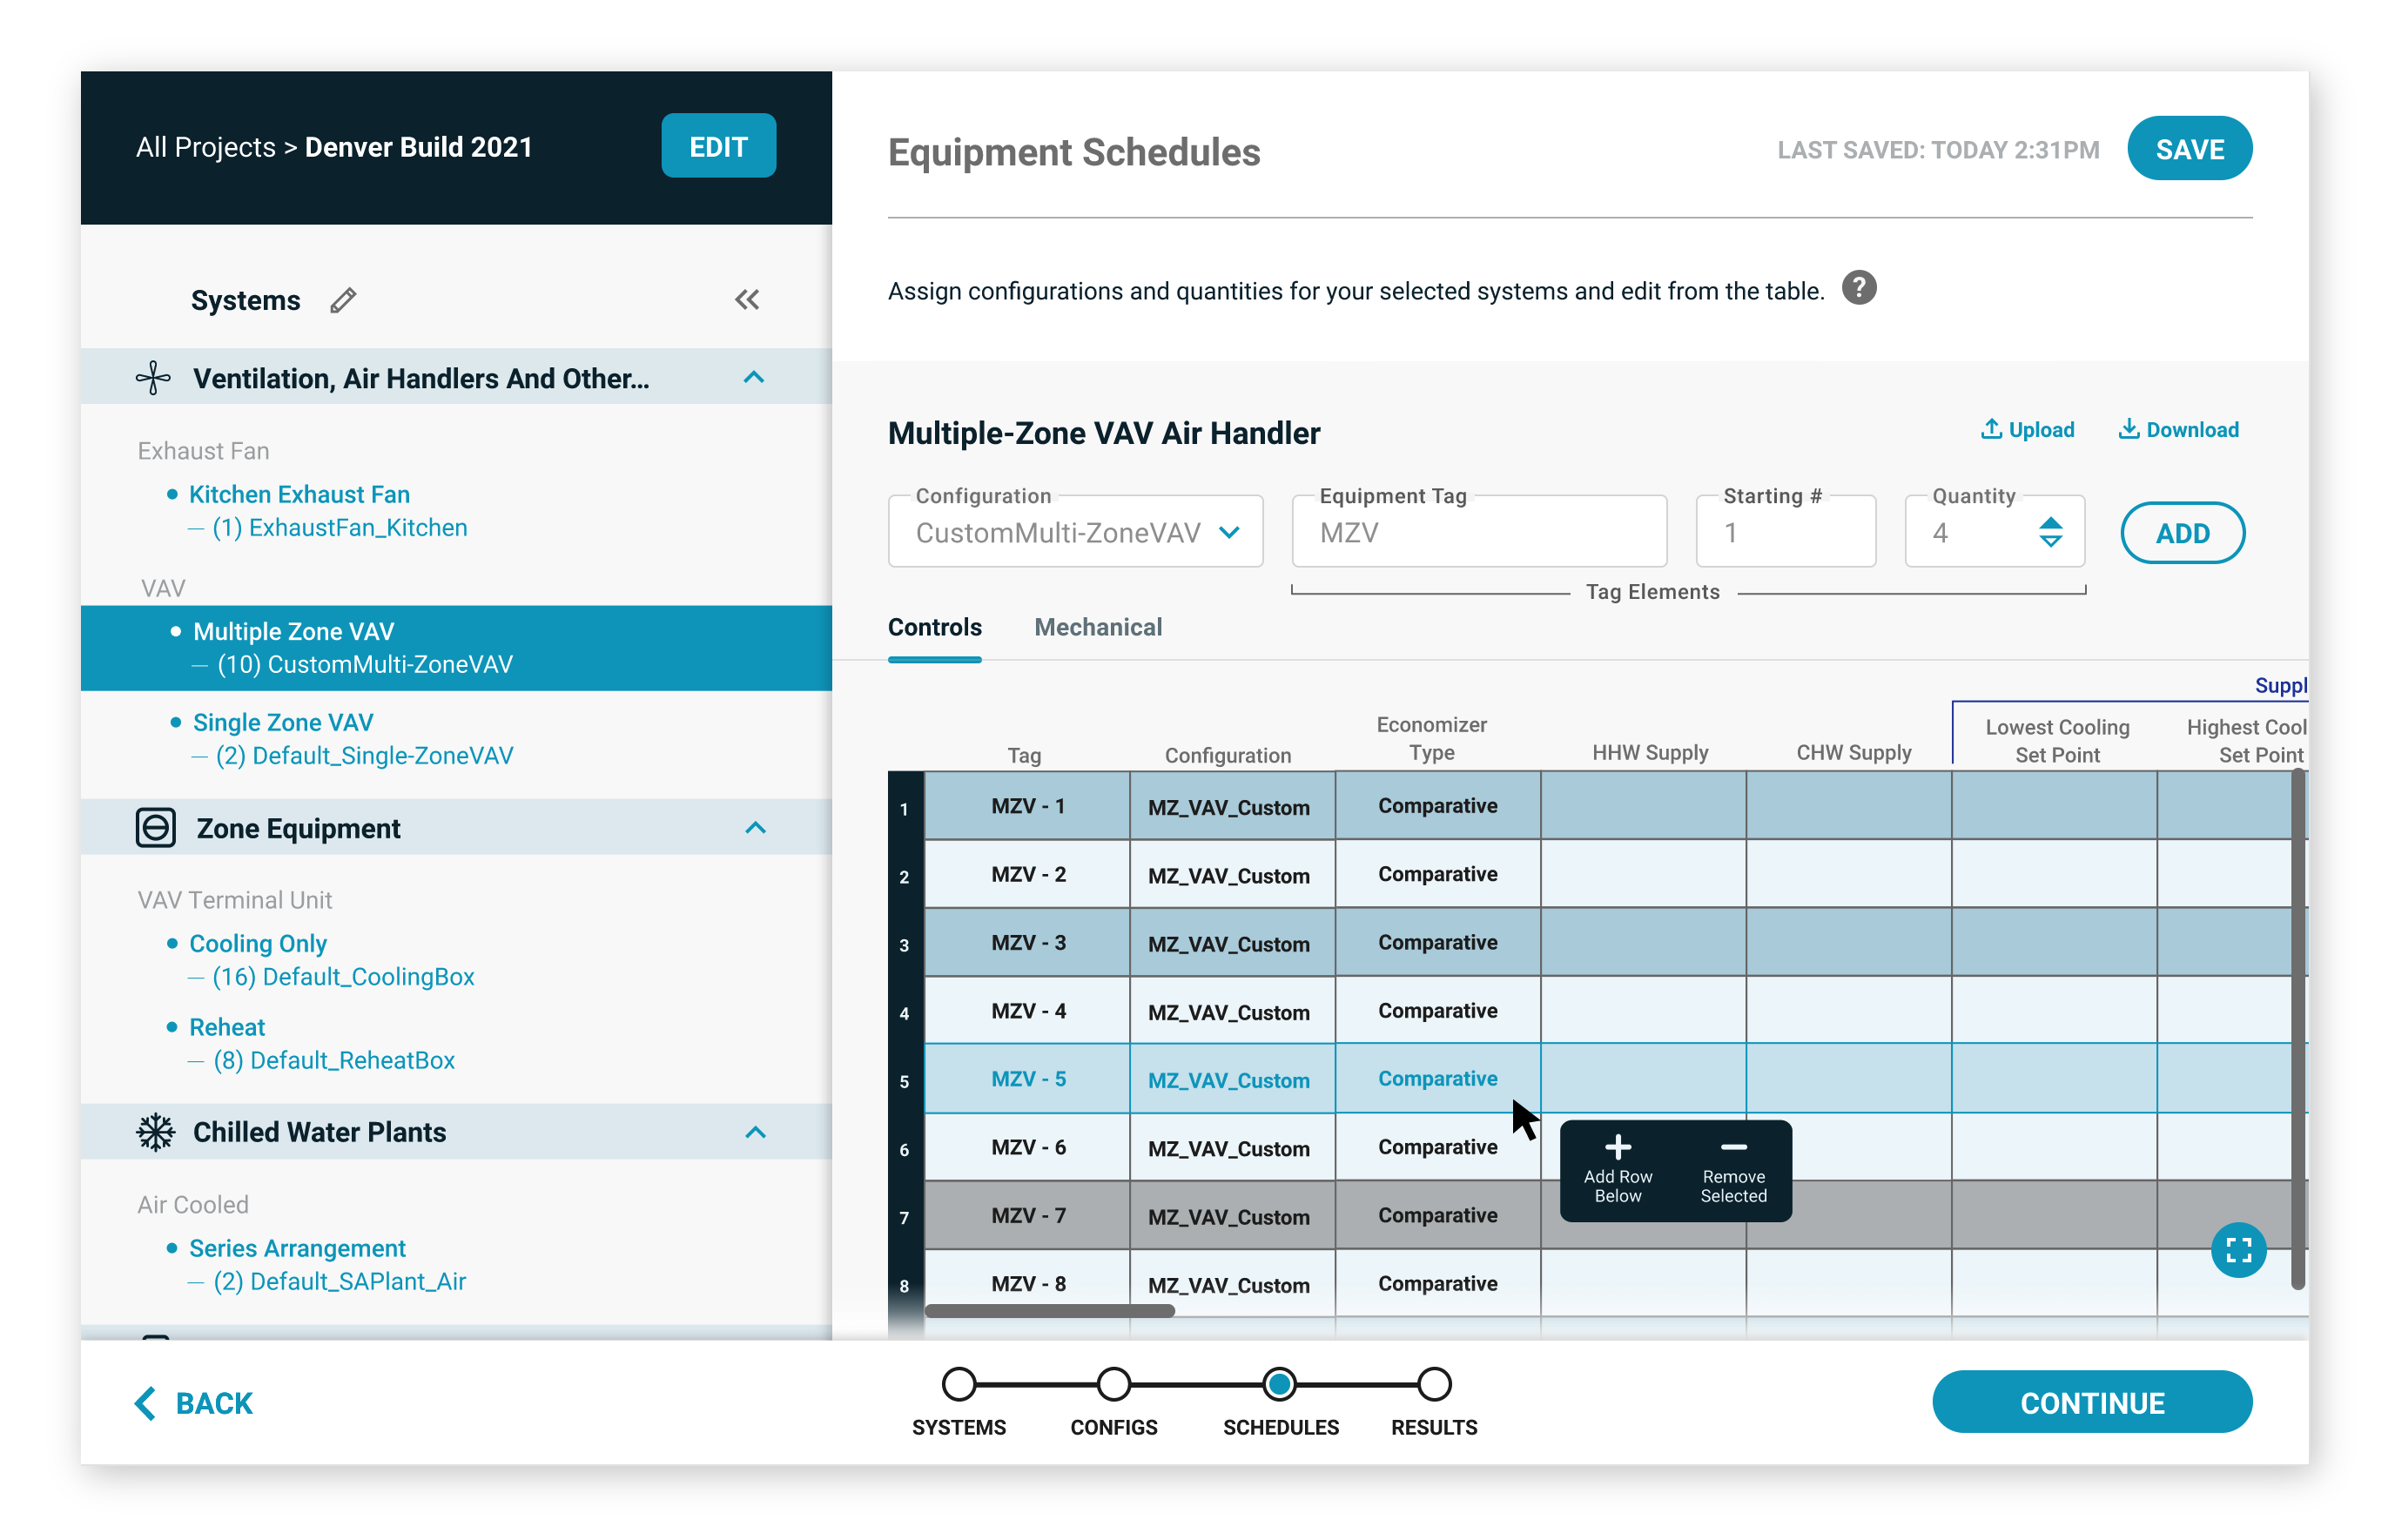 All Projects > Denver Build 2021
EDIT
Systems
Ventilation, Air Handlers And Other...
Exhaust Fan
• Kitchen Exhaust Fan
— (1) ExhaustFan_Kitchen
VAV
• Multiple Zone VAV
— (10) CustomMulti-ZoneVAV
• Single Zone VAV
— (2) Default_Single-ZoneVAV
Zone Equipment
VAV Terminal Unit
• Cooling Only
— (16) Default_CoolingBox
• Reheat
— (8) Default_ReheatBox
Chilled Water Plants
Air Cooled
• Series Arrangement
— (2) Default_SAPlant_Air
Equipment Schedules
LAST SAVED: TODAY 2:31PM
SAVE
Assign configurations and quantities for your selected systems and edit from the table. ?
Multiple-Zone VAV Air Handler
Upload
Download
Configuration
CustomMulti-ZoneVAV
Equipment Tag
MZV
Starting #
1
Quantity
4
ADD
Tag Elements
Controls
Mechanical
Suppl
Tag
Configuration
Economizer
Type
HHW Supply
CHW Supply
Lowest Cooling
Set Point
Highest Cool
Set Point
1 MZV - 1 MZ_VAV_Custom Comparative
2 MZV - 2 MZ_VAV_Custom Comparative
3 MZV - 3 MZ_VAV_Custom Comparative
4 MZV - 4 MZ_VAV_Custom Comparative
5 MZV - 5 MZ_VAV_Custom Comparative
6 MZV - 6 MZ_VAV_Custom Comparative
7 MZV - 7 MZ_VAV_Custom Comparative
8 MZV - 8 MZ_VAV_Custom Comparative
Add Row
Below
Remove
Selected
BACK
SYSTEMS
CONFIGS
SCHEDULES
RESULTS
CONTINUE